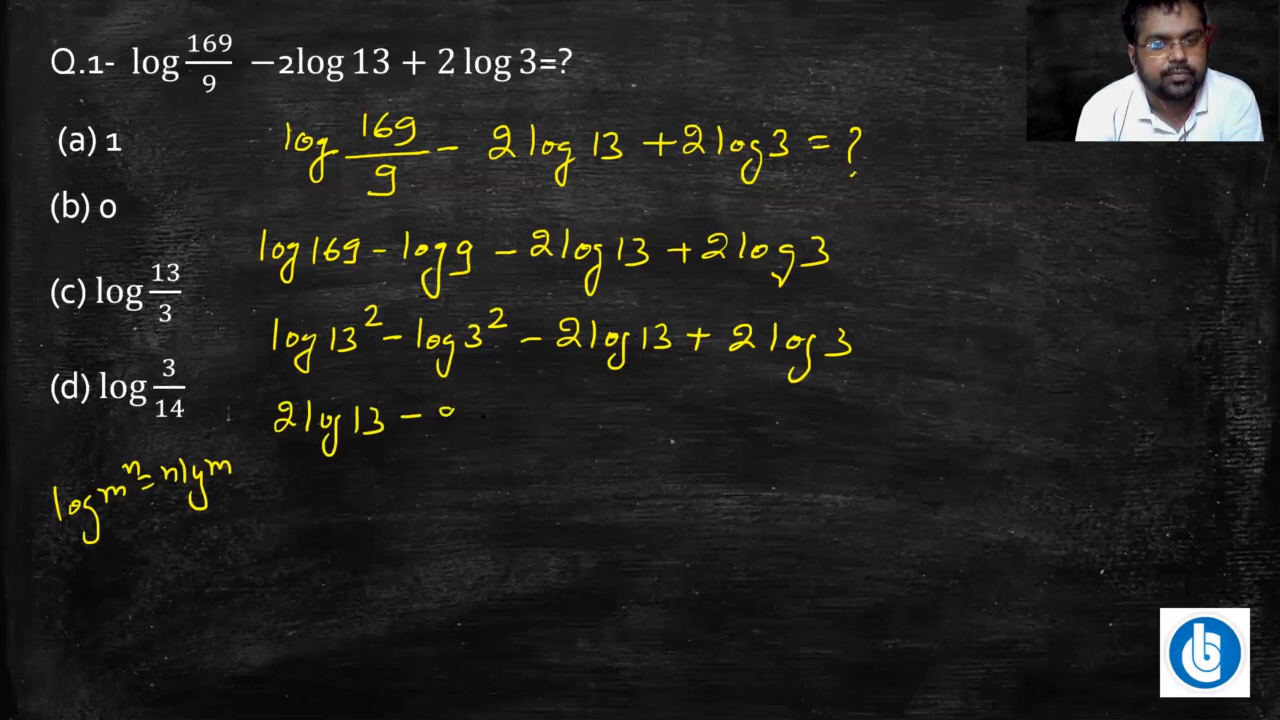 Q.1- log 169/9 −2log 13 + 2 log 3=?
(a) 1
(b) 0
(c) log 13/3
(d) log 3/14
log 169/9 − 2 log 13 + 2 log 3 = ?
log 169 − log 9 − 2 log 13 + 2 log 3
log 13² − log 3² − 2 log 13 + 2 log 3
2 log 13 −
log mⁿ = n log m